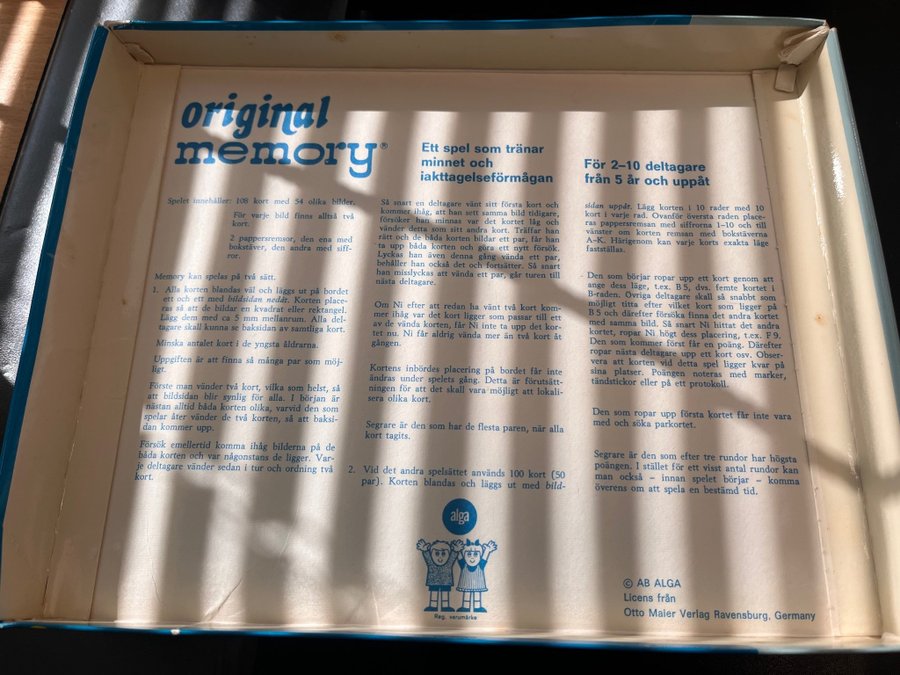 original
memory®
Ett spel som tränar
minnet och
iakttagelseförmågan
För 2–10 deltagare
från 5 år och uppåt
Spelet innehåller: 108 kort med 54 olika bilder.
För varje bild finns alltså två
kort.
2 pappersremsor, den ena med
bokstäver, den andra med siff-
ror.
Memory kan spelas på två sätt.
1. Alla korten blandas väl och läggs ut på bordet
ett och ett med bildsidan nedåt. Korten place-
ras så att de bildar en kvadrat eller rektangel.
Lägg dem med ca 5 mm mellanrum. Alla del-
tagare skall kunna se baksidan av samtliga kort.
Minska antalet kort i de yngsta åldrarna.
Uppgiften är att finna så många par som möj-
ligt.
Förste man vänder två kort, vilka som helst, så
att bildsidan blir synlig för alla. I början är
nästan alltid båda korten olika, varvid den som
spelar åter vänder de två korten, så att baksi-
dan kommer upp.
Försök emellertid komma ihåg bilderna på de
båda korten och var någonstans de ligger. Var-
je deltagare vänder sedan i tur och ordning två
kort.
Så snart en deltagare vänt sitt första kort och
kommer ihåg, att han sett samma bild tidigare,
försöker han minnas var det kortet låg och
vänder detta som sitt andra kort. Träffar han
rätt och de båda korten bildar ett par, får han
ta upp båda korten och göra ett nytt försök.
Lyckas han även denna gång vända ett par,
behåller han också det och fortsätter. Så snart
han misslyckas att vända ett par, går turen till
nästa deltagare.
Om Ni efter att redan ha vänt två kort kom-
mer ihåg var det kort ligger som passar till ett
av de vända korten, får Ni inte ta upp det kor-
tet nu. Ni får aldrig vända mer än två kort åt
gången.
Kortens inbördes placering på bordet får inte
ändras under spelets gång. Detta är förutsätt-
ningen för att det skall vara möjligt att lokali-
sera olika kort.
Segrare är den som har de flesta paren, när alla
kort tagits.
2. Vid det andra spelsättet används 100 kort (50
par). Korten blandas och läggs ut med bild-
sidan uppåt. Lägg korten i 10 rader med 10
kort i varje rad. Ovanför översta raden place-
ras pappersremsan med siffrorna 1–10 och till
vänster om korten remsan med bokstäverna
A–K. Härigenom kan varje korts exakta läge
fastställas.
Den som börjar ropar upp ett kort genom att
ange dess läge, t.ex. B 5, dvs. femte kortet i
B-raden. Övriga deltagare skall så snabbt som
möjligt titta efter vilket kort som ligger på
B 5 och därefter försöka finna det andra kortet
med samma bild. Så snart Ni hittat det andra
kortet, ropar Ni högt dess placering, t.ex. F 9.
Den som kommer först får en poäng. Därefter
ropar nästa deltagare upp ett kort osv. Obser-
vera att korten vid detta spel ligger kvar på
sina platser. Poängen noteras med marker,
tändstickor eller på ett protokoll.
Den som ropar upp första kortet får inte vara
med och söka parkortet.
Segrare är den som efter tre rundor har högsta
poängen. I stället för ett visst antal rundor kan
man också – innan spelet börjar – komma
överens om att spela en bestämd tid.
alga
Reg. varumärke
© AB ALGA
Licens från
Otto Maier Verlag Ravensburg, Germany